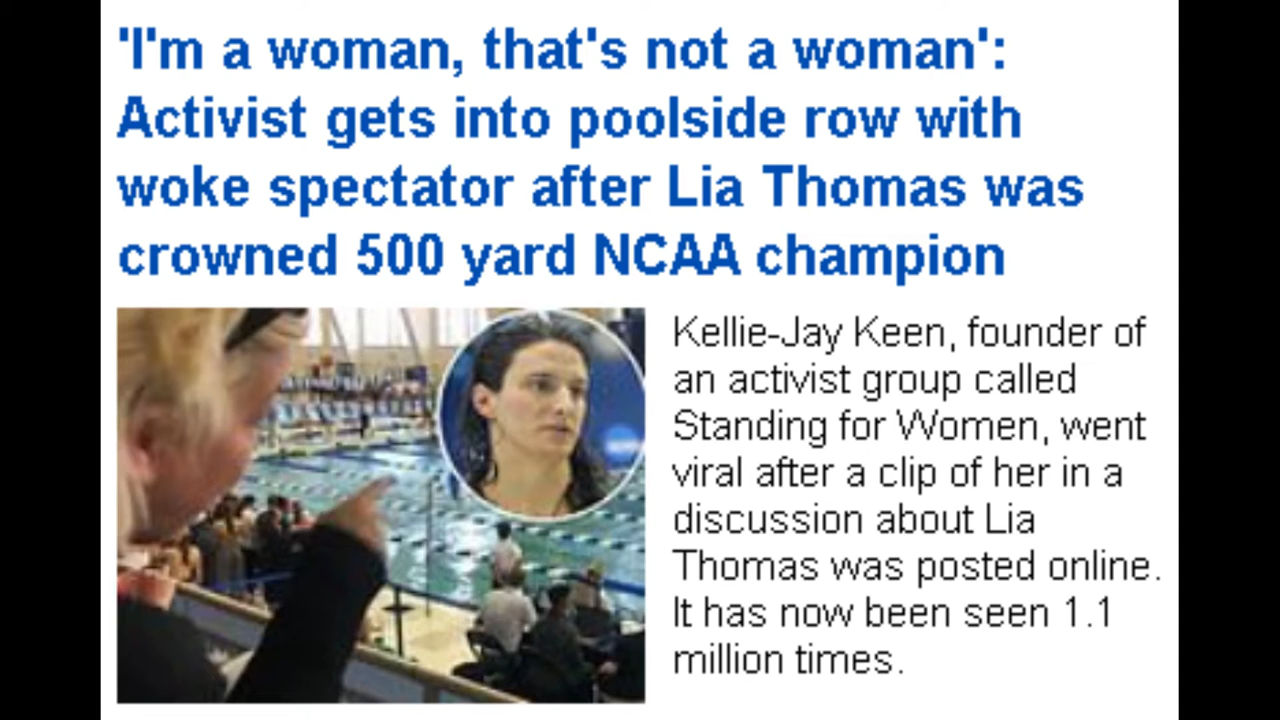 'I'm a woman, that's not a woman':
Activist gets into poolside row with
woke spectator after Lia Thomas was
crowned 500 yard NCAA champion
Kellie-Jay Keen, founder of
an activist group called
Standing for Women, went
viral after a clip of her in a
discussion about Lia
Thomas was posted online.
It has now been seen 1.1
million times.